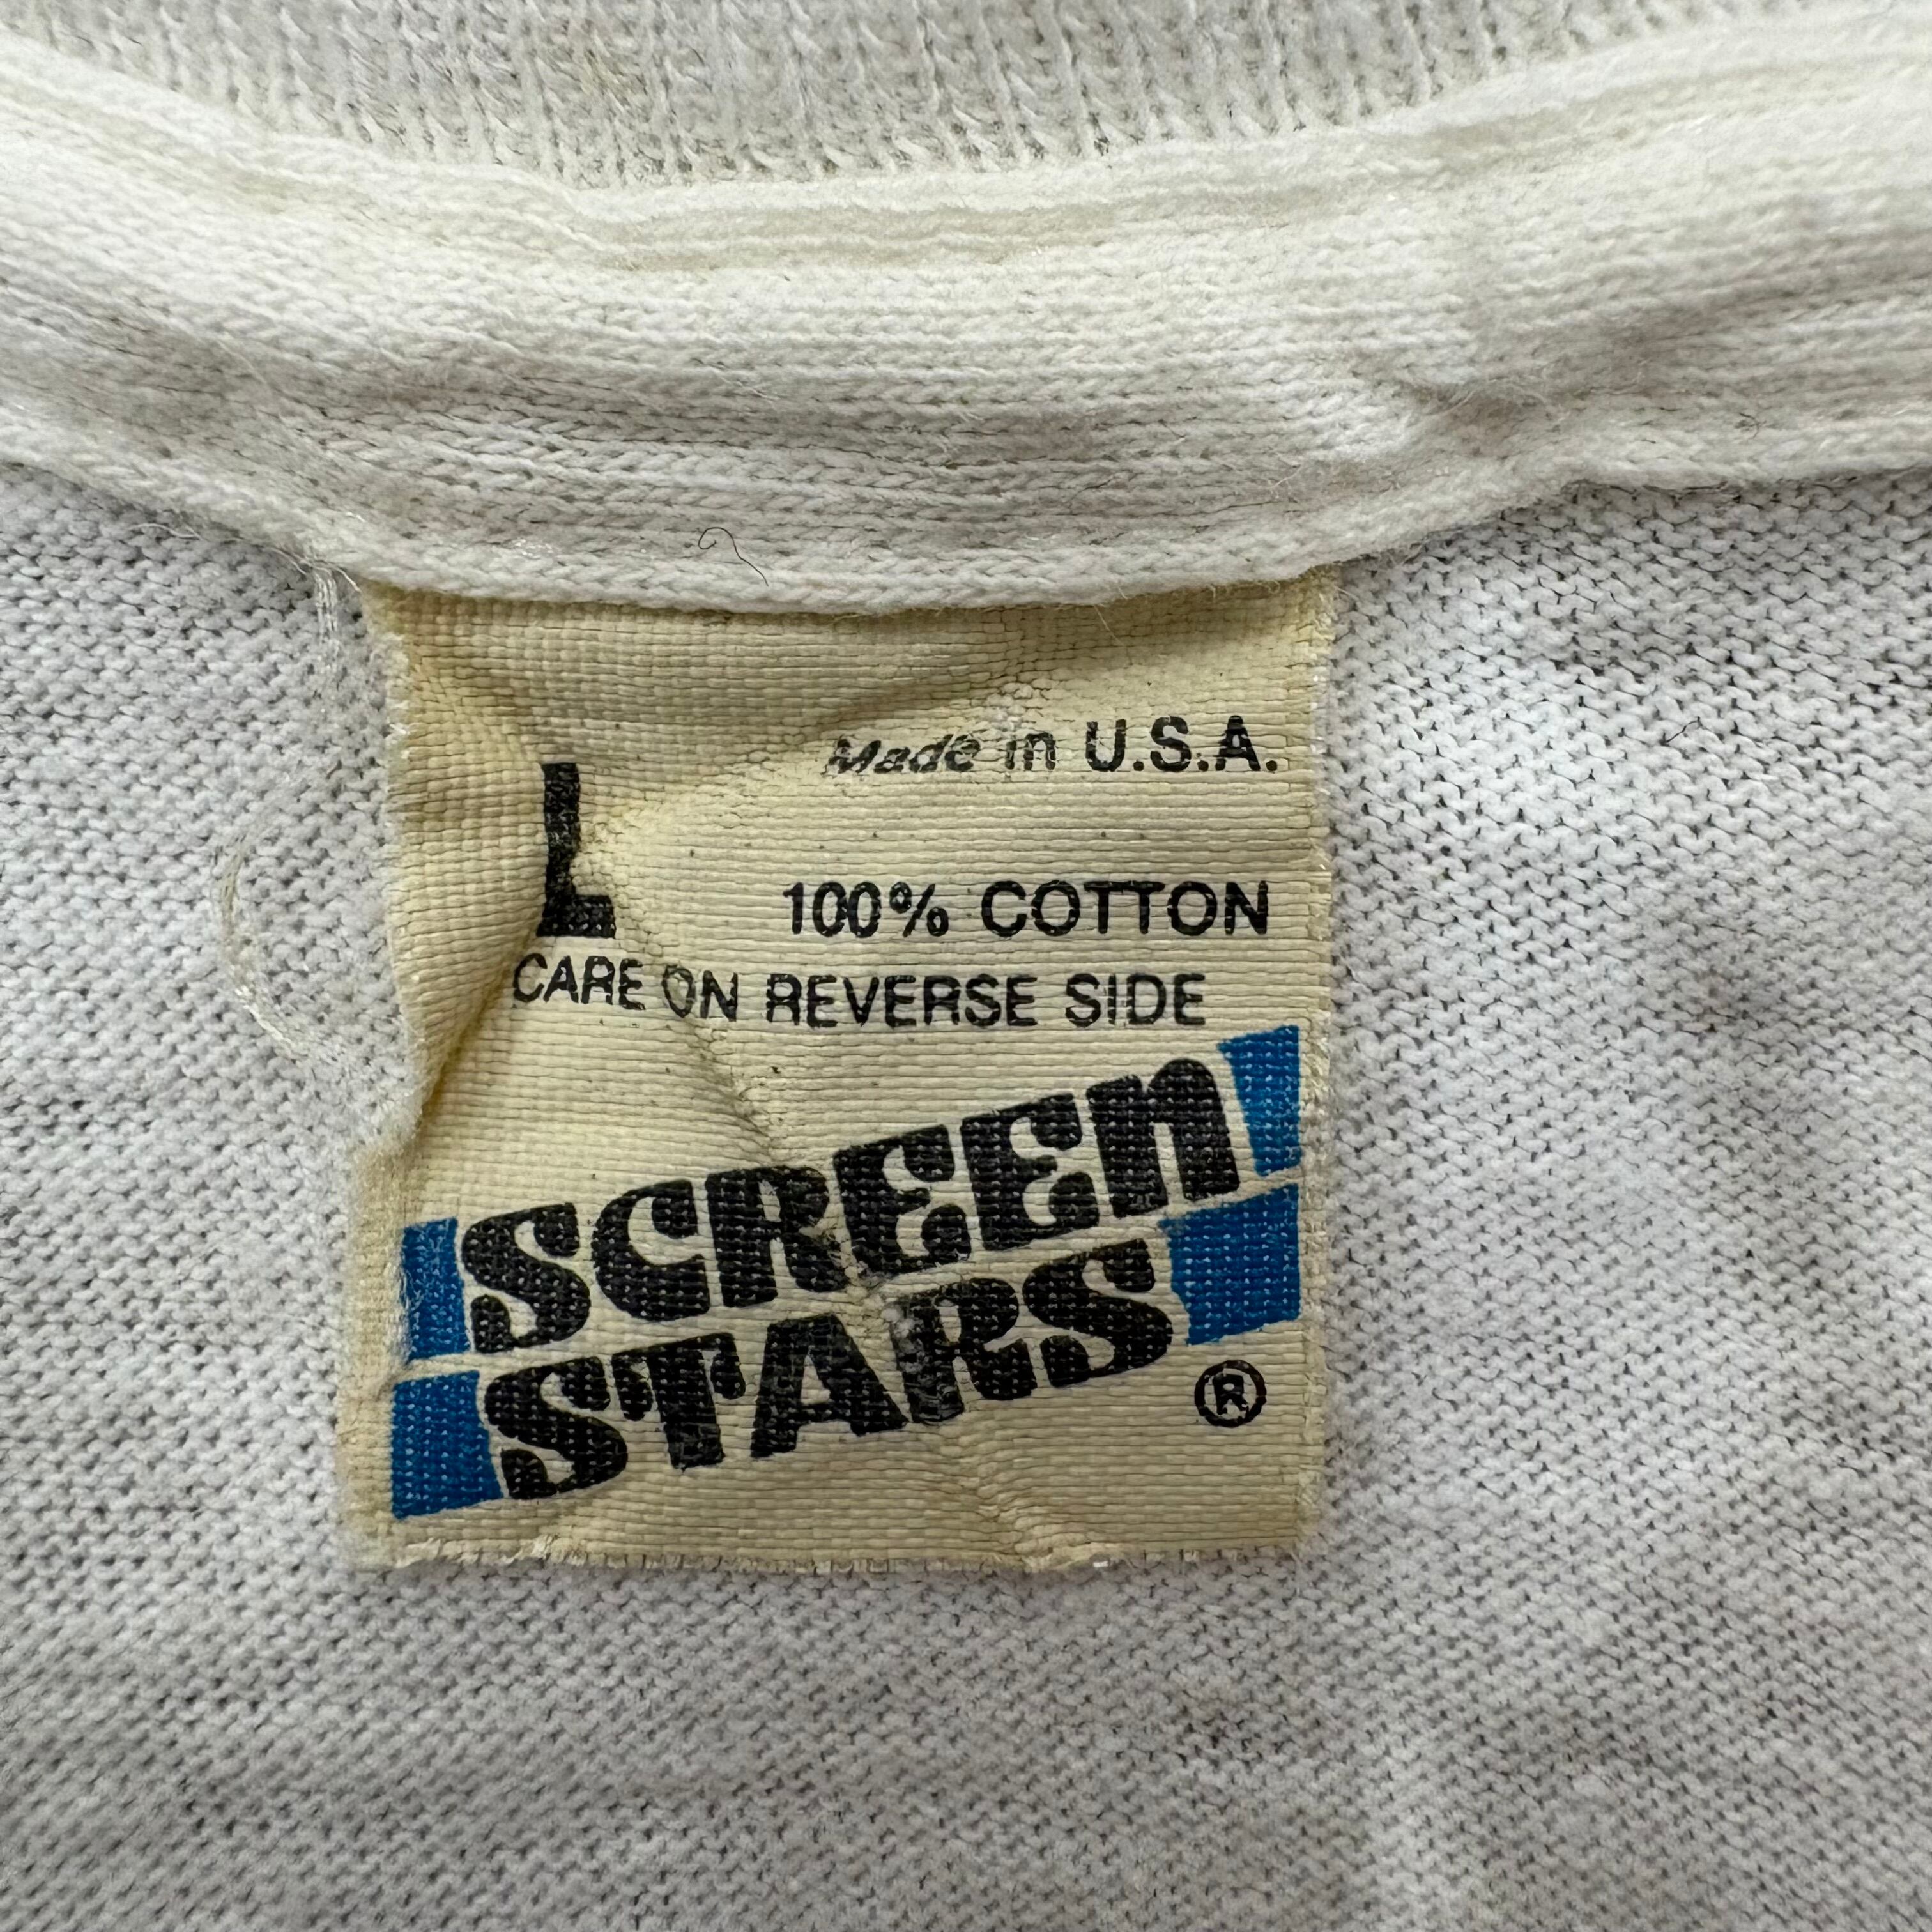 Made in U.S.A.
L
100% COTTON
CARE ON REVERSE SIDE
SCREEN
STARS
®